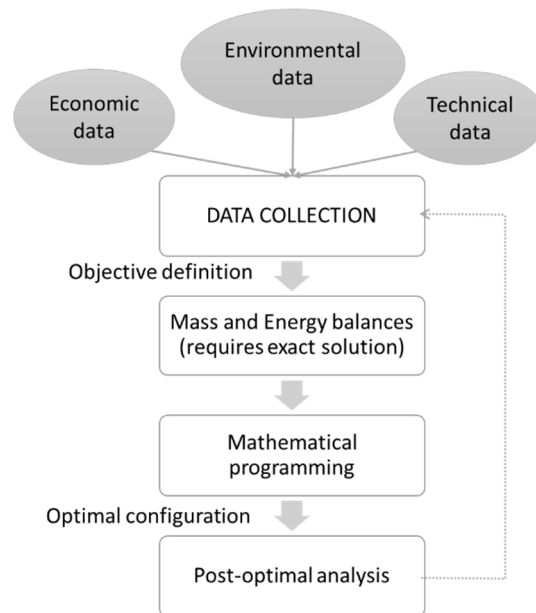 Environmental
data
Economic
data
Technical
data
DATA COLLECTION
Objective definition
Mass and Energy balances
(requires exact solution)
Mathematical
programming
Optimal configuration
Post-optimal analysis